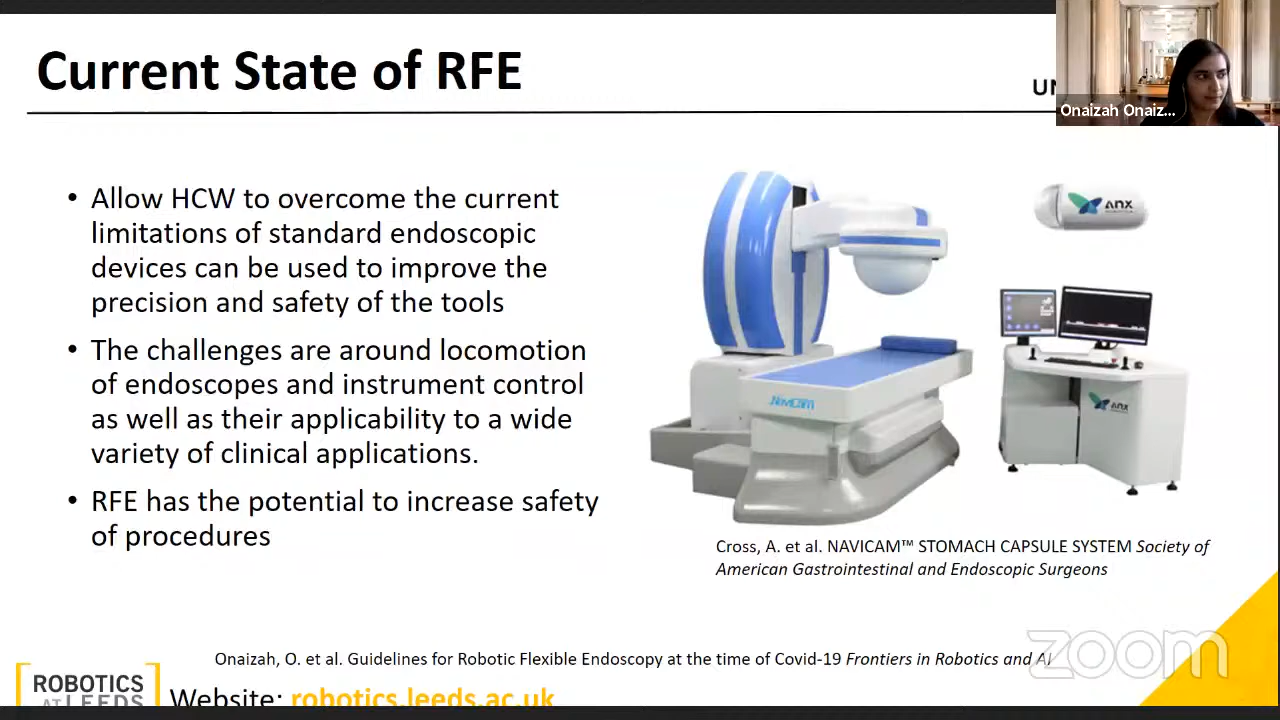 Current State of RFE
UN
Onaizah Onaiz...
• Allow HCW to overcome the current
limitations of standard endoscopic
devices can be used to improve the
precision and safety of the tools
• The challenges are around locomotion
of endoscopes and instrument control
as well as their applicability to a wide
variety of clinical applications.
• RFE has the potential to increase safety
of procedures
anx
NaviCam
anx
Cross, A. et al. NAVICAM™ STOMACH CAPSULE SYSTEM Society of
American Gastrointestinal and Endoscopic Surgeons
zoom
Onaizah, O. et al. Guidelines for Robotic Flexible Endoscopy at the time of Covid-19 Frontiers in Robotics and AI
ROBOTICS
AT LEEDS
Website: robotics.leeds.ac.uk